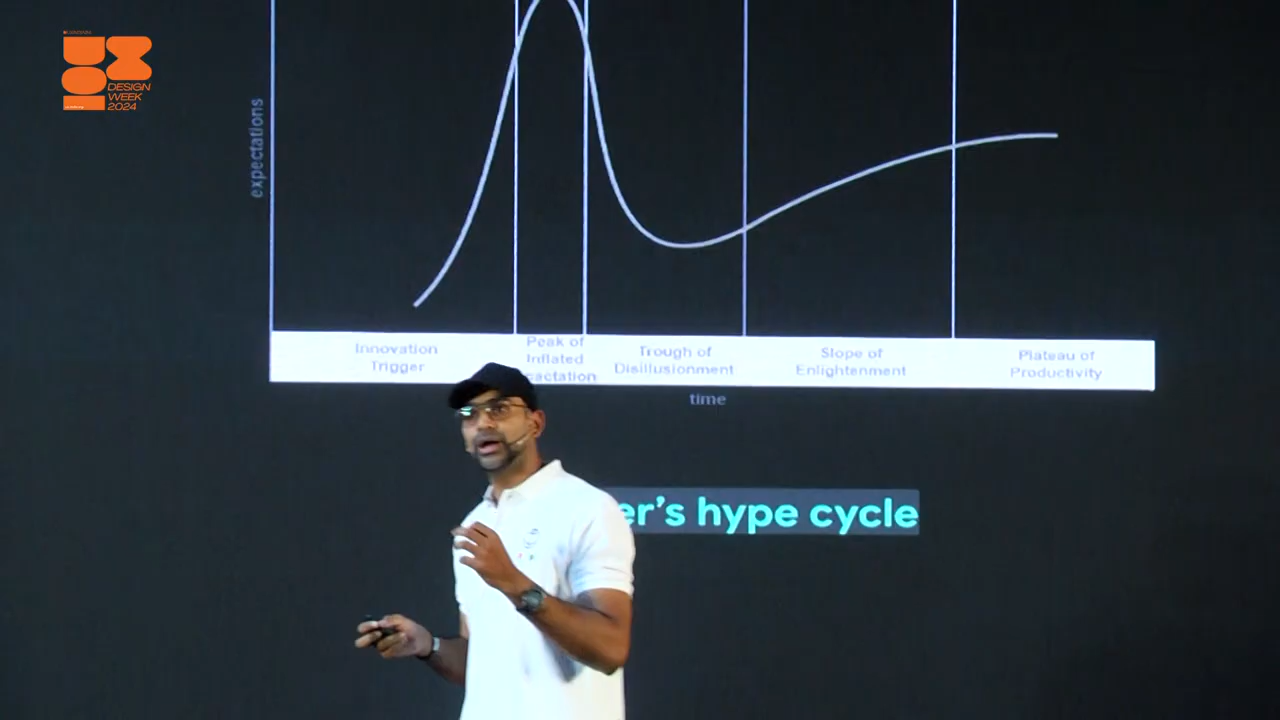 DESIGN
WEEK
2024
expectations
Innovation
Trigger
Peak of
Inflated
Trough of
Disillusionment
Slope of
Enlightenment
Plateau of
Productivity
time
er's hype cycle